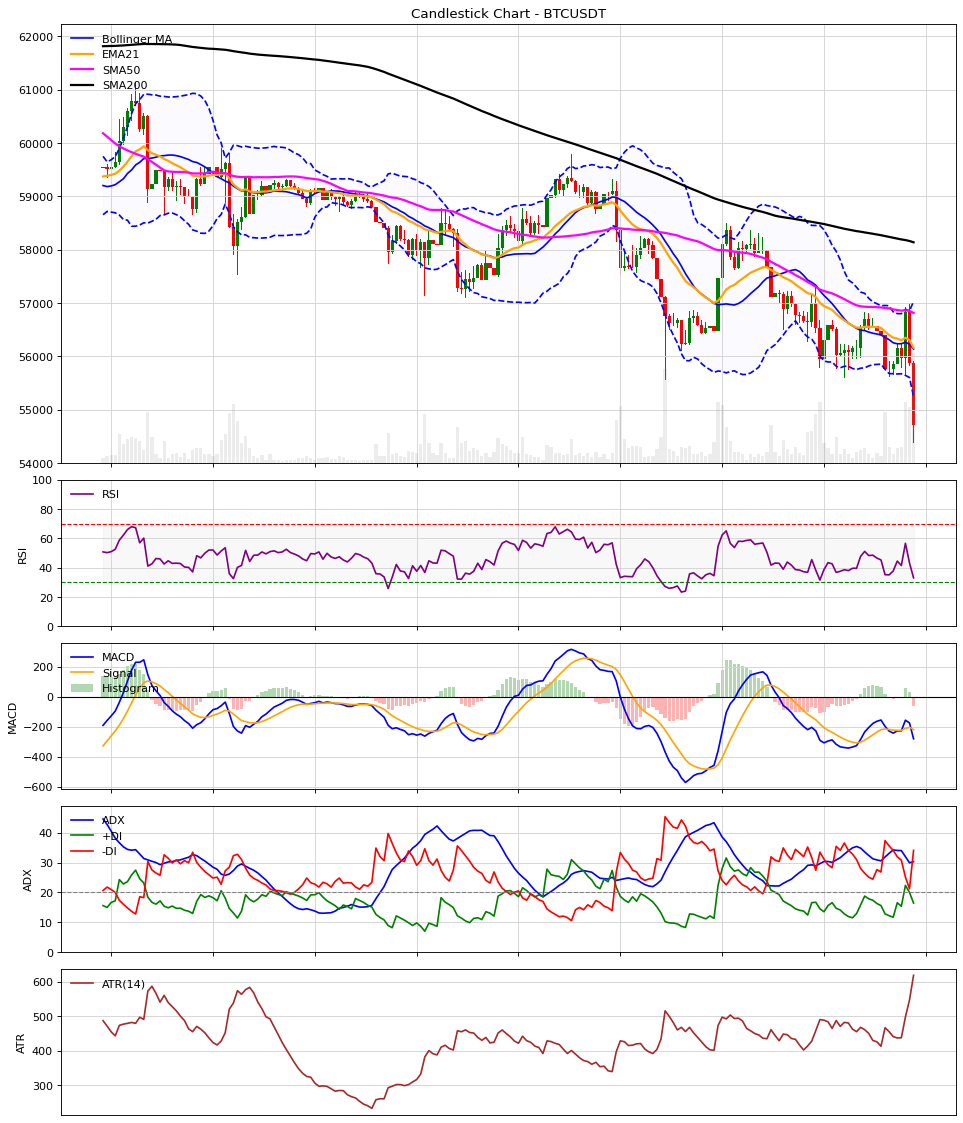 Candlestick Chart - BTCUSDT
62000
61000
60000
59000
58000
57000
56000
55000
54000
Bollinger MA
EMA21
SMA50
SMA200
100
80
60
40
20
0
RSI
RSI
200
0
−200
−400
−600
MACD
MACD
Signal
Histogram
40
30
20
10
0
ADX
ADX
+DI
-DI
600
500
400
300
ATR
ATR(14)